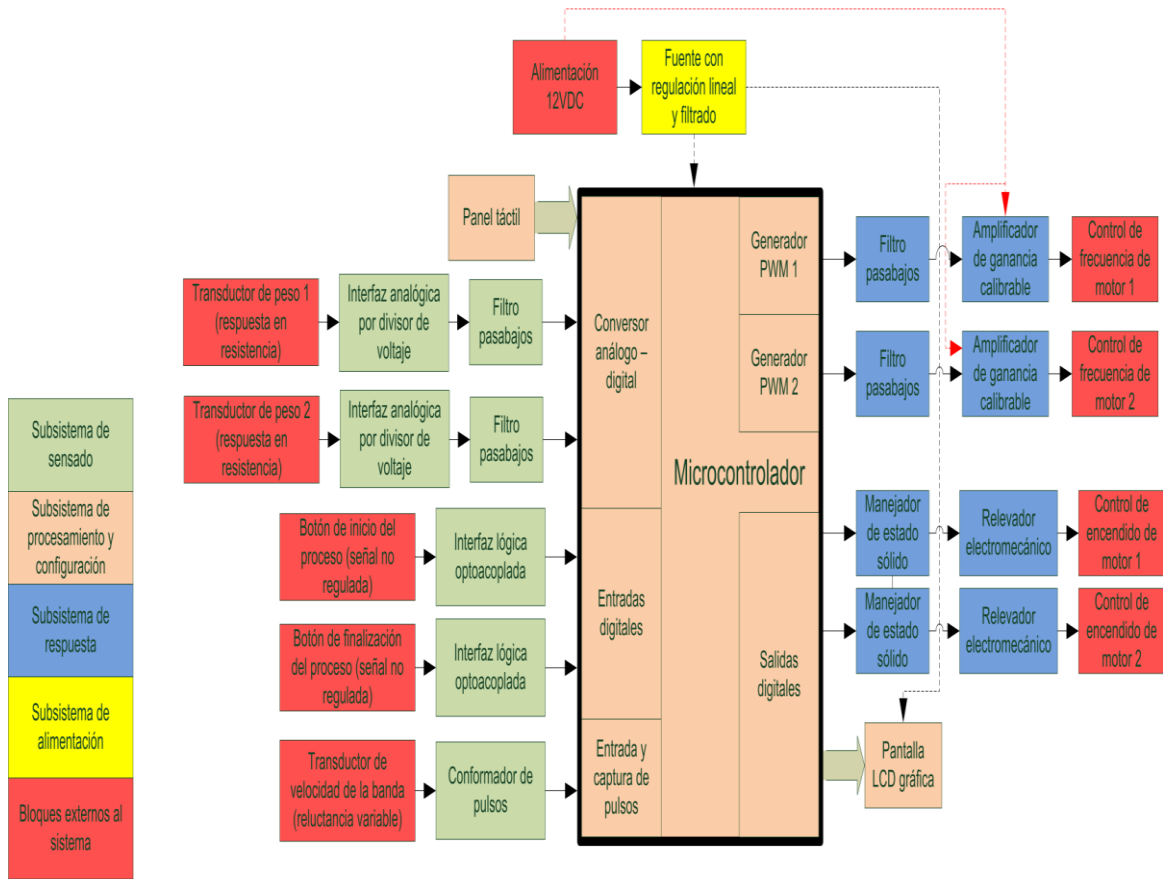 Alimentación
12VDC
Fuente con
regulación lineal
y filtrado
Panel táctil
Transductor de peso 1
(respuesta en
resistencia)
Interfaz analógica
por divisor de
voltaje
Filtro
pasabajos
Transductor de peso 2
(respuesta en
resistencia)
Interfaz analógica
por divisor de
voltaje
Filtro
pasabajos
Botón de inicio del
proceso (señal no
regulada)
Interfaz lógica
optoacoplada
Botón de finalización
del proceso (señal no
regulada)
Interfaz lógica
optoacoplada
Transductor de
velocidad de la banda
(reluctancia variable)
Conformador de
pulsos
Conversor
análogo –
digital
Entradas
digitales
Entrada y
captura de
pulsos
Microcontrolador
Generador
PWM 1
Generador
PWM 2
Salidas
digitales
Filtro
pasabajos
Amplificador
de ganancia
calibrable
Control de
frecuencia de
motor 1
Filtro
pasabajos
Amplificador
de ganancia
calibrable
Control de
frecuencia de
motor 2
Manejador
de estado
sólido
Relevador
electromecánico
Control de
encendido de
motor 1
Manejador
de estado
sólido
Relevador
electromecánico
Control de
encendido de
motor 2
Pantalla
LCD gráfica
Subsistema de
sensado
Subsistema de
procesamiento y
configuración
Subsistema de
respuesta
Subsistema de
alimentación
Bloques externos al
sistema